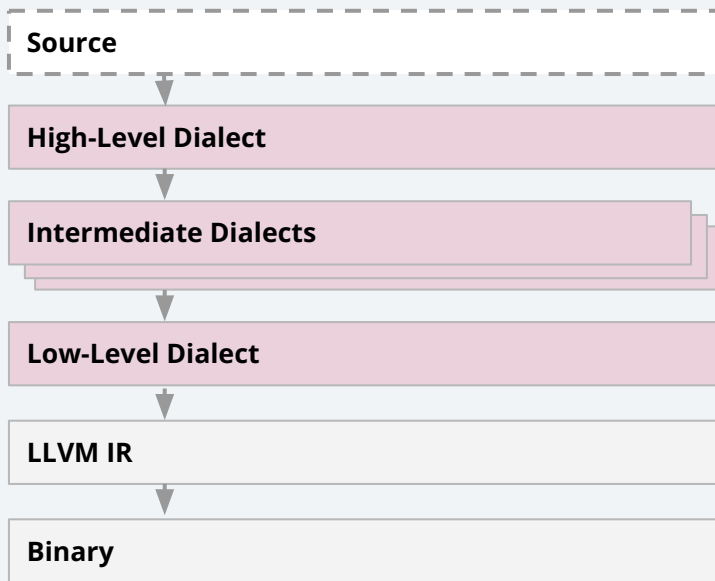 Source
High-Level Dialect
Intermediate Dialects
Low-Level Dialect
LLVM IR
Binary